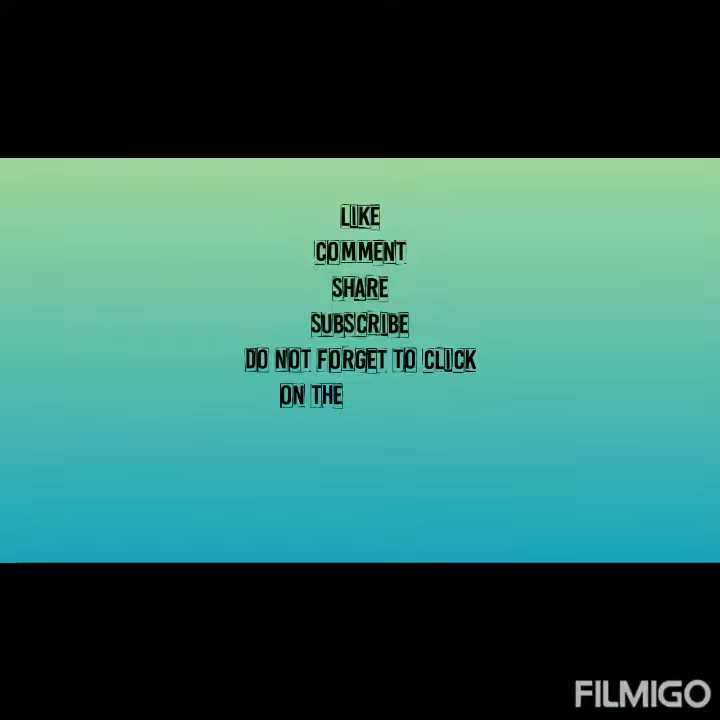 LIKE
COMMENT
SHARE
SUBSCRIBE
DO NOT FORGET TO CLICK
ON THE
FILMIGO